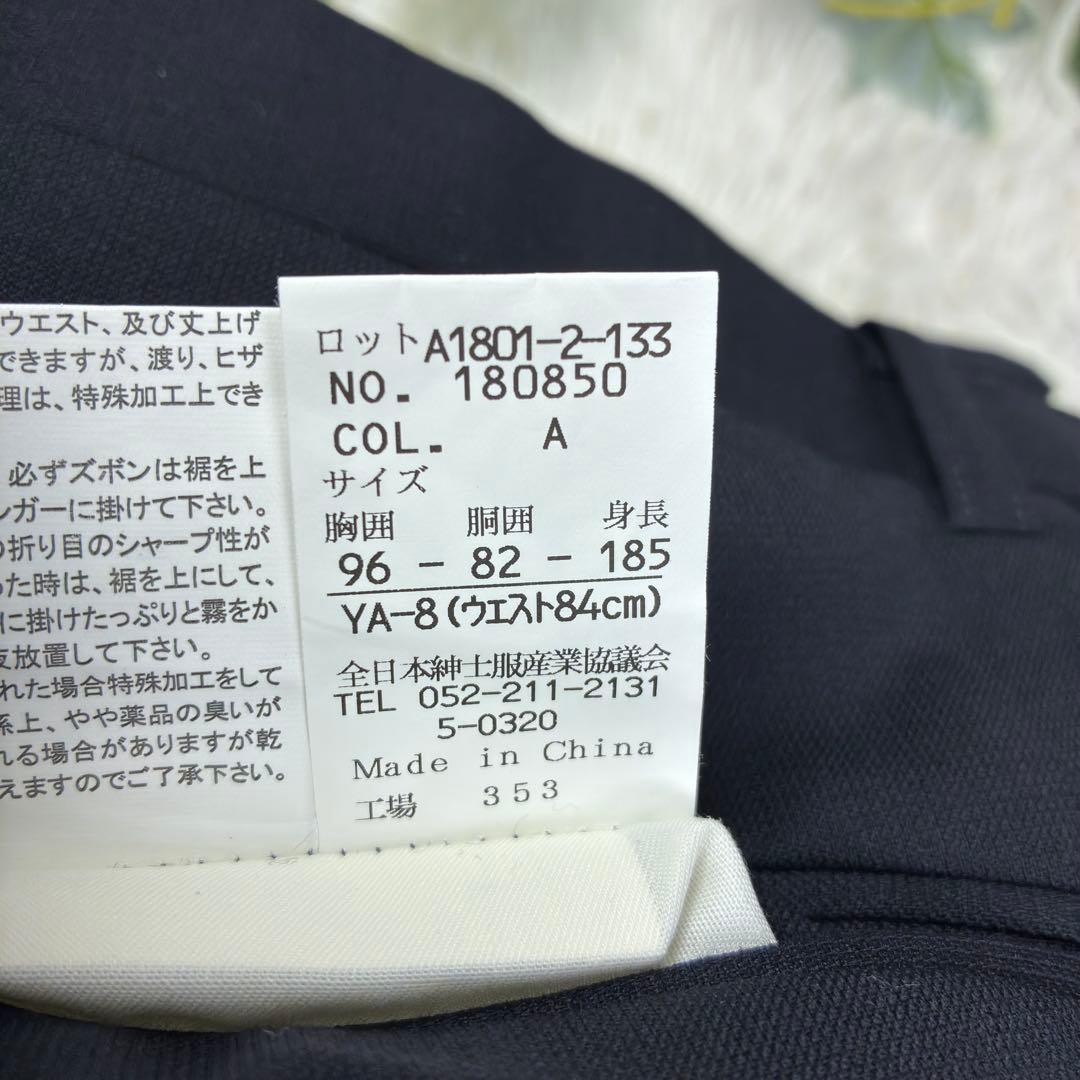 ウエスト、及び丈上げ
できますが、渡り、ヒザ
理は、特殊加工上でき
必ずズボンは裾を上
ンガーに掛けて下さい。
の折り目のシャープ性が
た時は、裾を上にして、
に掛けたっぷりと霧をか
放置して下さい。
れた場合特殊加工をして
係上、やや薬品の臭いが
れる場合がありますが乾
えますのでご了承下さい。
ロットA1801-2-133
NO. 180850
COL. A
サイズ
胸囲 胴囲 身長
96 - 82 - 185
YA-8(ウエスト84cm)
全日本紳士服産業協議会
TEL 052-211-2131
5-0320
Made in China
工場 353